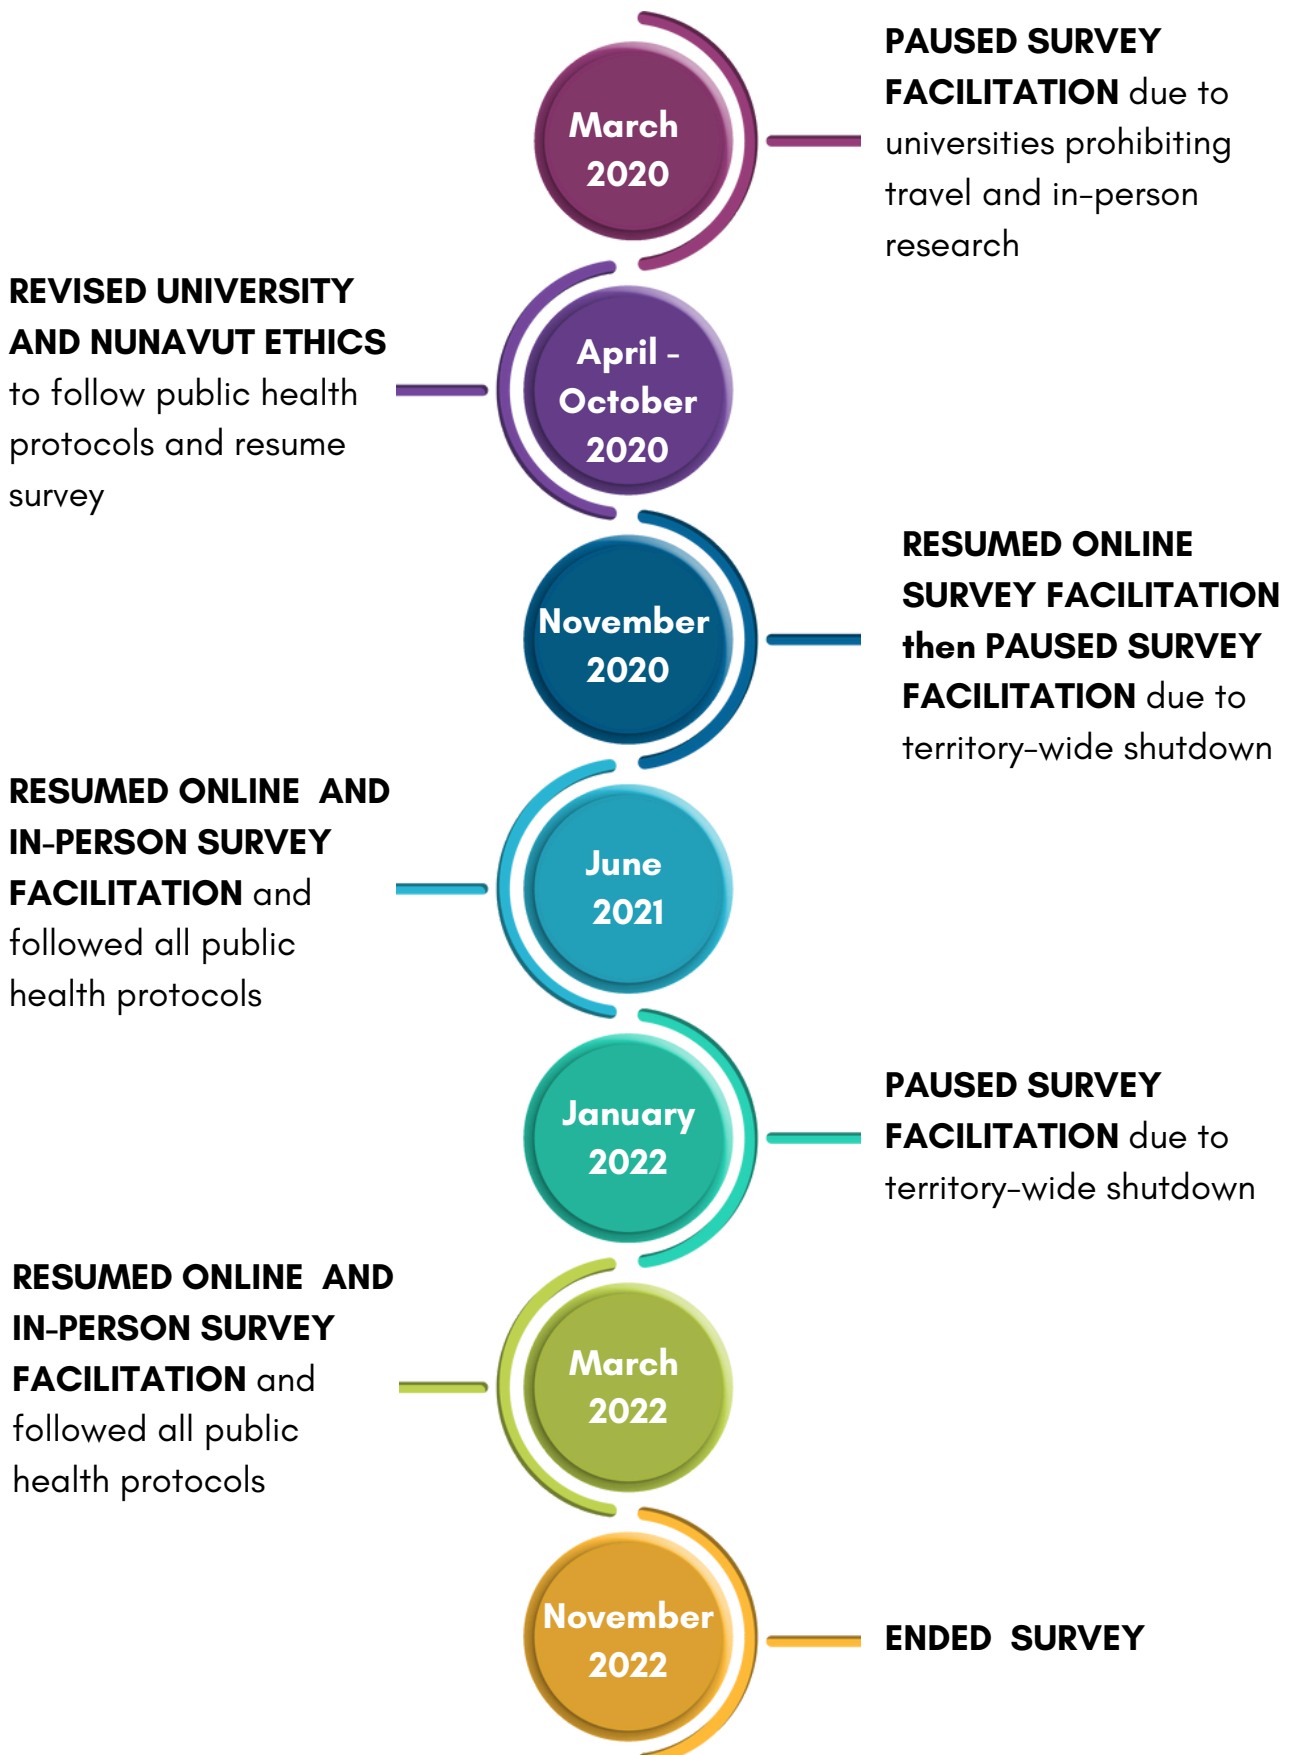 March
2020
PAUSED SURVEY
FACILITATION due to
universities prohibiting
travel and in-person
research
April -
October
2020
REVISED UNIVERSITY
AND NUNAVUT ETHICS
to follow public health
protocols and resume
survey
November
2020
RESUMED ONLINE
SURVEY FACILITATION
then PAUSED SURVEY
FACILITATION due to
territory-wide shutdown
June
2021
RESUMED ONLINE AND
IN-PERSON SURVEY
FACILITATION and
followed all public
health protocols
January
2022
PAUSED SURVEY
FACILITATION due to
territory-wide shutdown
March
2022
RESUMED ONLINE AND
IN-PERSON SURVEY
FACILITATION and
followed all public
health protocols
November
2022
ENDED SURVEY